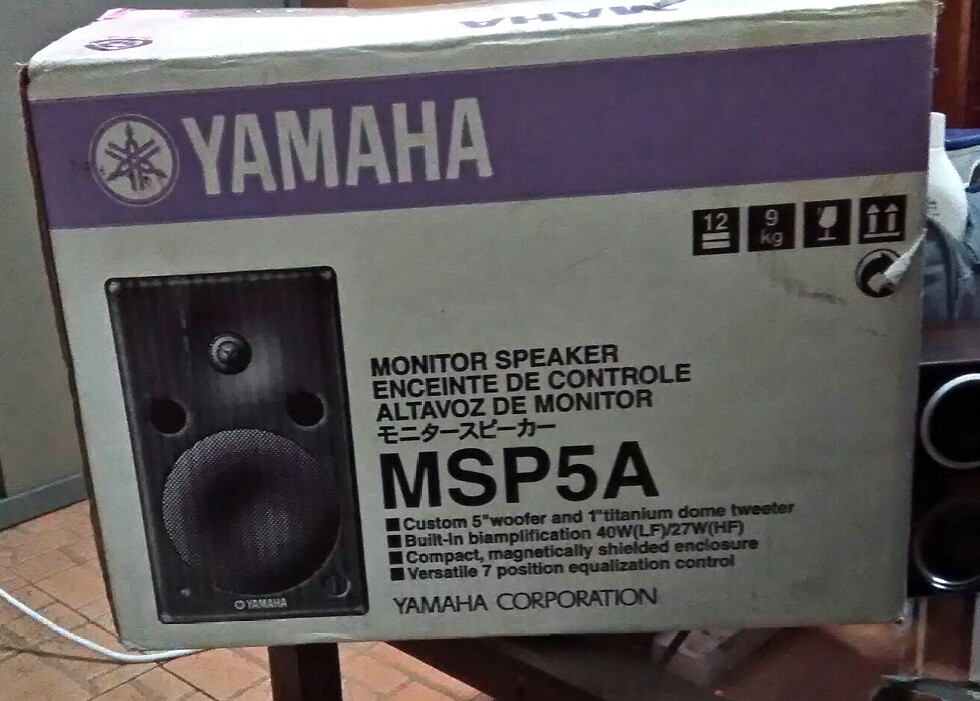 YAMAHA
YAMAHA
12
9
kg
MONITOR SPEAKER
ENCEINTE DE CONTROLE
ALTAVOZ DE MONITOR
モニタースピーカー
MSP5A
■Custom 5"woofer and 1"titanium dome tweeter
■Built-In biamplification 40W(LF)/27W(HF)
■Compact, magnetically shielded enclosure
■Versatile 7 position equalization control
YAMAHA
YAMAHA CORPORATION